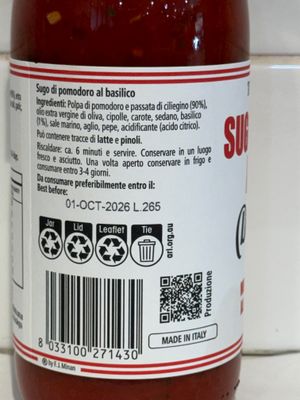 Sugo di pomodoro al basilico
Ingredienti: Polpa di pomodoro e passata di ciliegino (90%),
olio extra vergine di oliva, cipolle, carote, sedano, basilico
(1%), sale marino, aglio, pepe, acidificante (acido citrico).
Può contenere tracce di latte e pinoli.
Riscaldare: ca. 6 minuti e servire. Conservare in un luogo
fresco e asciutto. Una volta aperto conservare in frigo e
consumare entro 3-4 giorni.
Da consumare preferibilmente entro il:
Best before:
01-OCT-2026 L.265
Jar
Lid
Leaflet
Tie
ari.org.au
Produzione
8 033100 271430
MADE IN ITALY
® by F.J. Minan
SUG